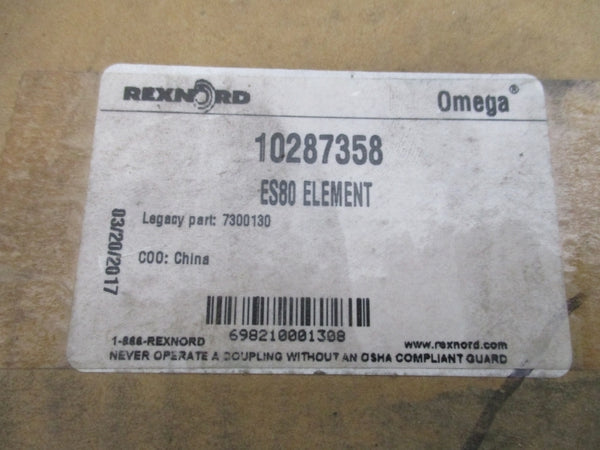 REXNORD
Omega®
10287358
ES80 ELEMENT
Legacy part: 7300130
03/20/2017
COO: China
698210001308
1-866-REXNORD
www.rexnord.com
NEVER OPERATE A COUPLING WITHOUT AN OSHA COMPLIANT GUARD